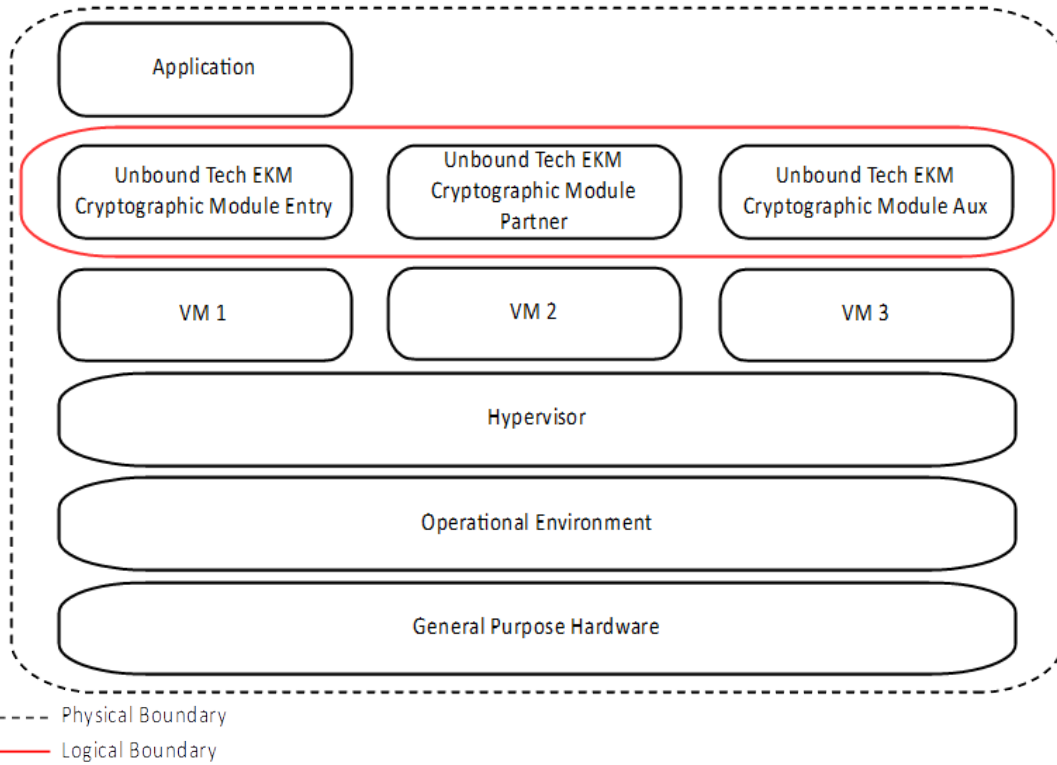 Application
Unbound Tech EKM
Cryptographic Module Entry
Unbound Tech EKM
Cryptographic Module
Partner
Unbound Tech EKM
Cryptographic Module Aux
VM 1
VM 2
VM 3
Hypervisor
Operational Environment
General Purpose Hardware
Physical Boundary
Logical Boundary